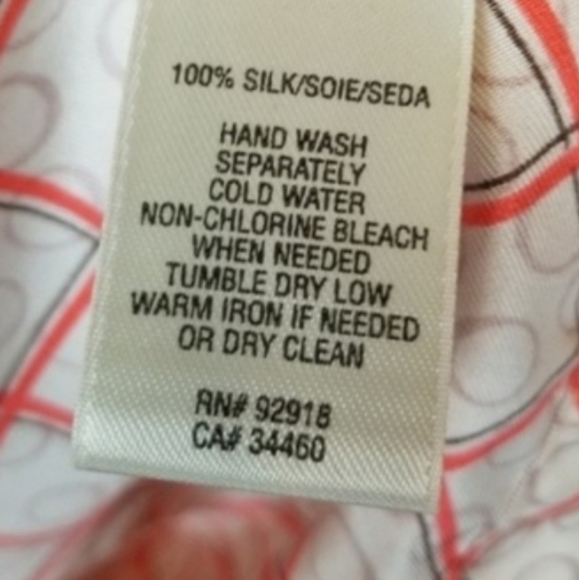 100% SILK/SOIE/SEDA
HAND WASH
SEPARATELY
COLD WATER
NON-CHLORINE BLEACH
WHEN NEEDED
TUMBLE DRY LOW
WARM IRON IF NEEDED
OR DRY CLEAN
RN# 92918
CA# 34460